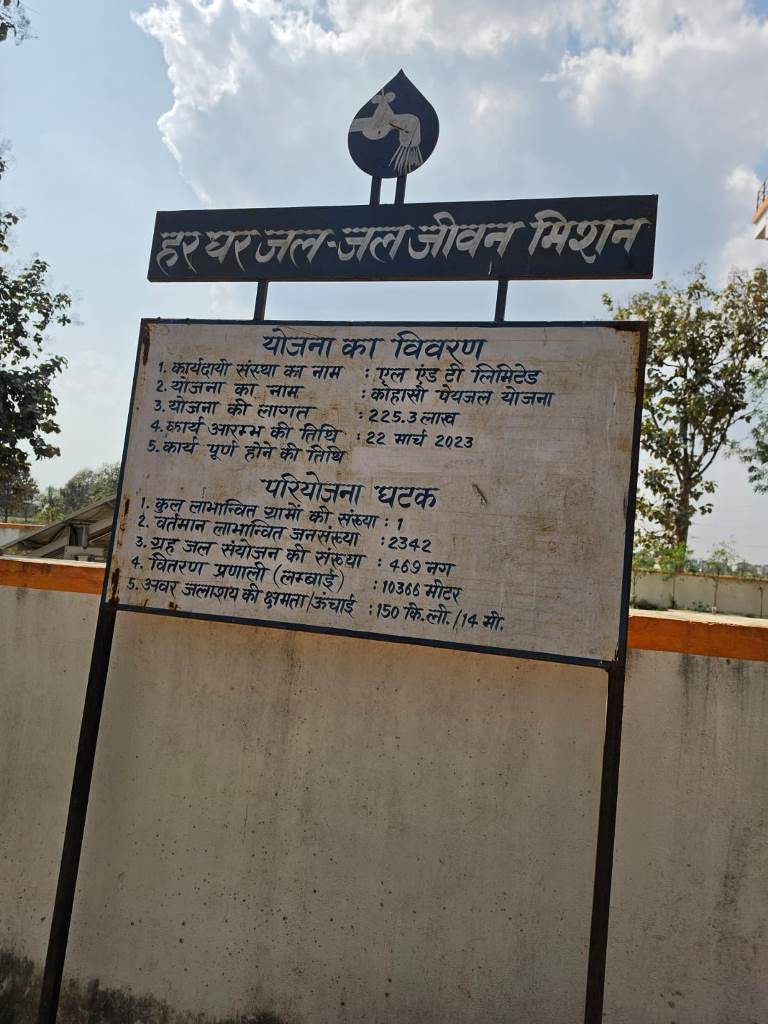 हर घर जल-जल जीवन मिशन
योजना का विवरण
1. कार्यदायी संस्था का नाम : एल एंड टी लिमिटेड
2. योजना का नाम : कोहासी पेयजल योजना
3. योजना की लागत : 225.3 लाख
4. कार्य आरम्भ की तिथि : 22 मार्च 2023
5. कार्य पूर्ण होने की तिथि
परियोजना घटक
1. कुल लाभान्वित ग्रामों की संख्या : 1
2. वर्तमान लाभान्वित जनसंख्या : 2342
3. ग्रह जल संयोजन की संख्या : 469 नग
4. वितरण प्रणाली (लम्बाई) : 10366 मीटर
5. अवर जलाशय की क्षमता/ऊंचाई : 150 कि.ली./14 मी.